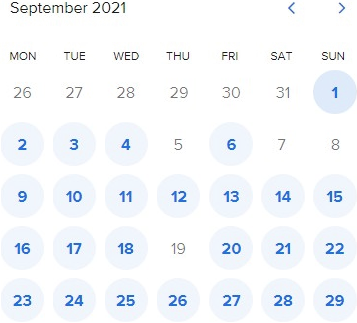 September 2021
MON TUE WED THU FRI SAT SUN
26 27 28 29 30 31 1
2 3 4 5 6 7 8
9 10 11 12 13 14 15
16 17 18 19 20 21 22
23 24 25 26 27 28 29